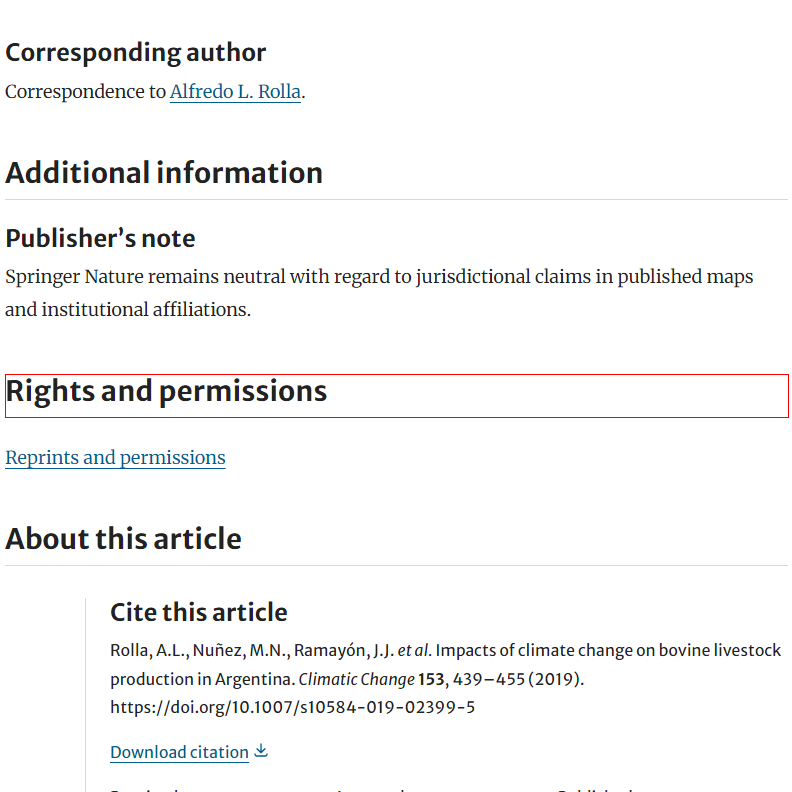 Corresponding author
Correspondence to Alfredo L. Rolla.
Additional information
Publisher’s note
Springer Nature remains neutral with regard to jurisdictional claims in published maps
and institutional affiliations.
Rights and permissions
Reprints and permissions
About this article
Cite this article
Rolla, A.L., Nuñez, M.N., Ramayón, J.J. et al. Impacts of climate change on bovine livestock
production in Argentina. Climatic Change 153, 439–455 (2019).
https://doi.org/10.1007/s10584-019-02399-5
Download citation